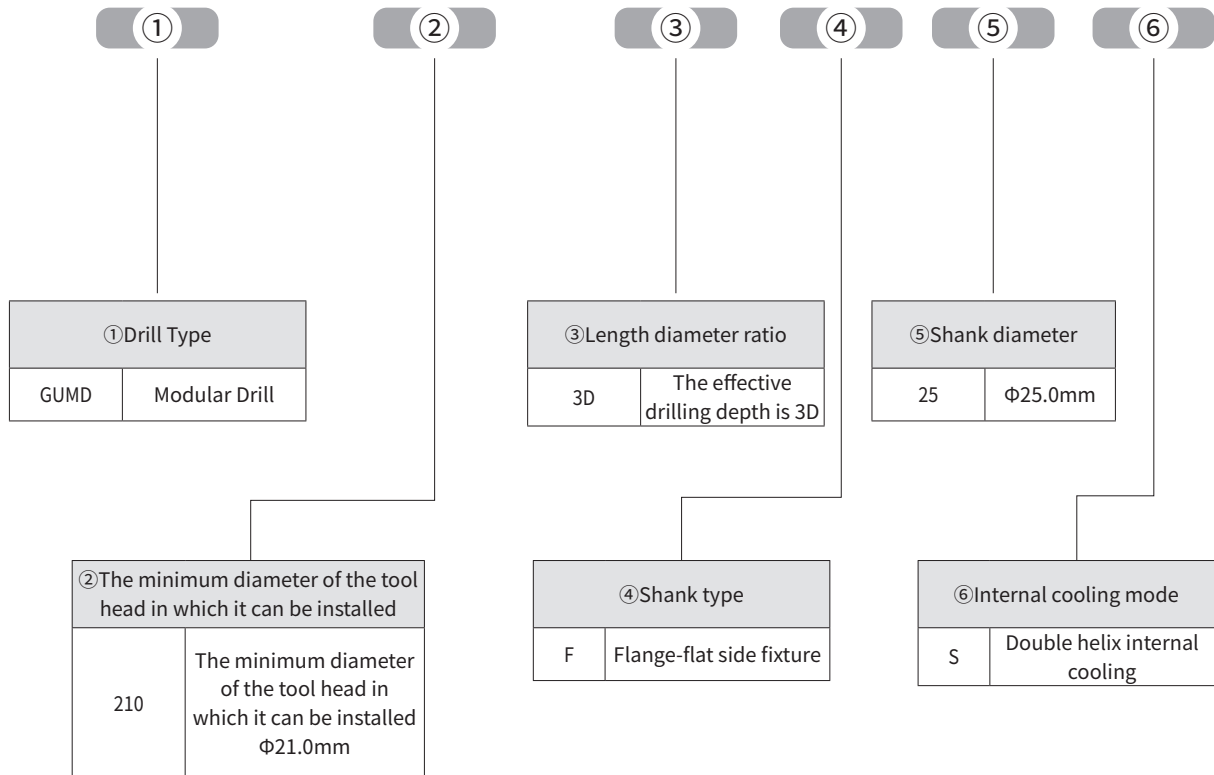 ① ② ③ ④ ⑤ ⑥
①Drill Type
GUMD Modular Drill
③Length diameter ratio
3D The effective
drilling depth is 3D
⑤Shank diameter
25 Φ25.0mm
②The minimum diameter of the tool
head in which it can be installed
210 The minimum diameter
of the tool head in
which it can be installed
Φ21.0mm
④Shank type
F Flange-flat side fixture
⑥Internal cooling mode
S Double helix internal
cooling